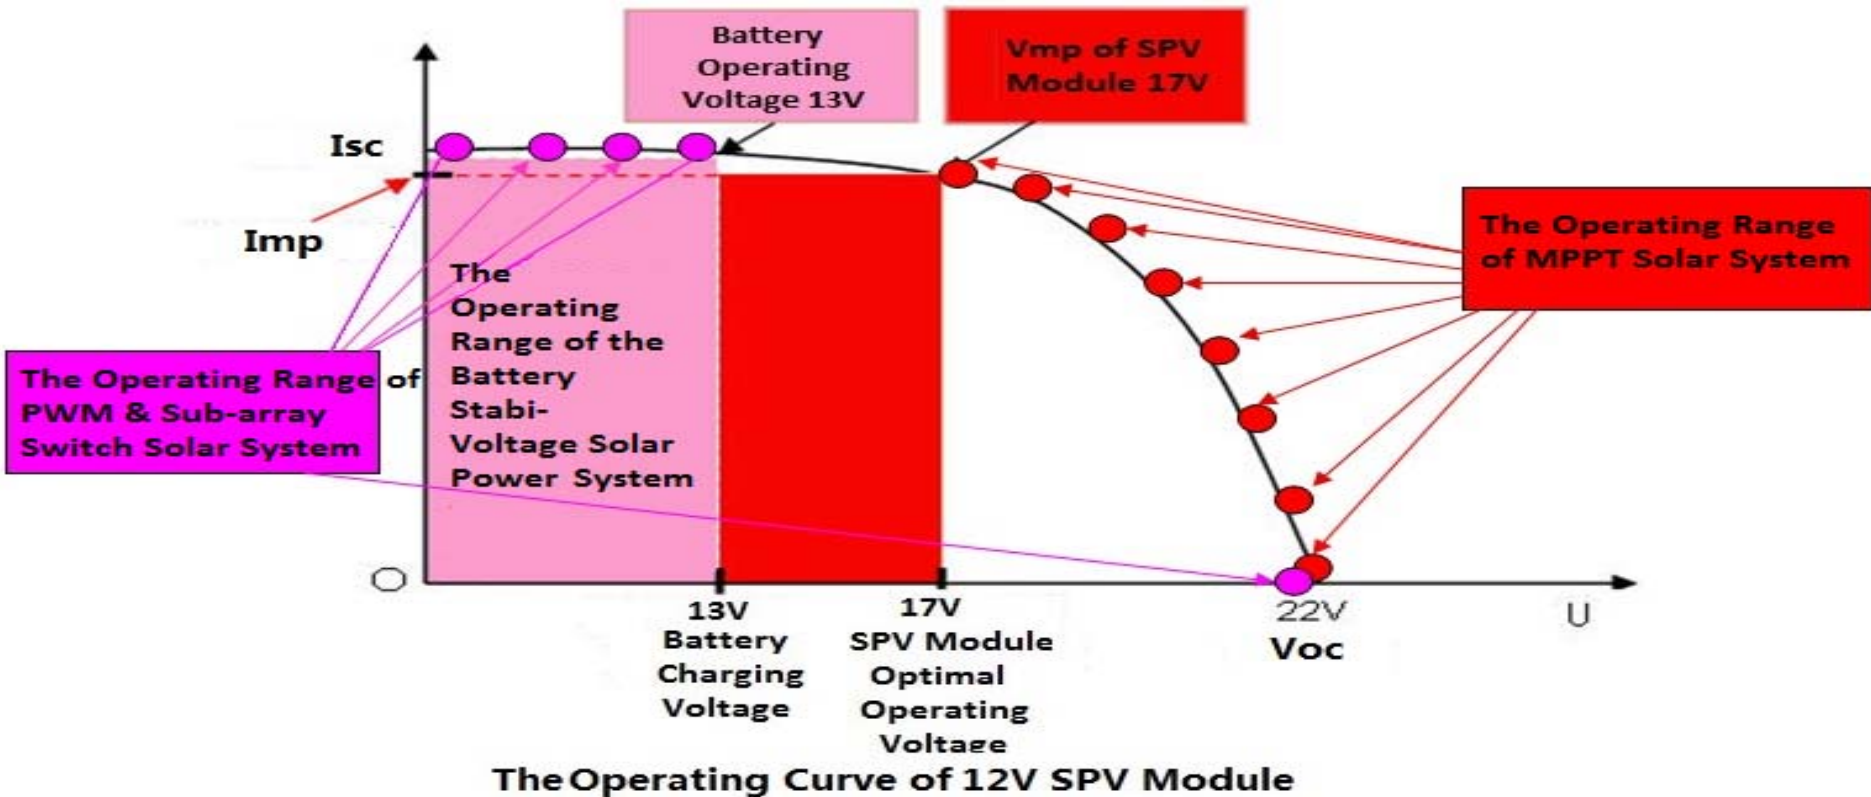 Battery
Operating
Voltage 13V
Vmp of SPV
Module 17V
Isc
Imp
The Operating Range
of MPPT Solar System
The
Operating
Range of the
Battery
Stabi-
Voltage Solar
Power System
The Operating Range of
PWM & Sub-array
Switch Solar System
O
13V
Battery
Charging
Voltage
17V
SPV Module
Optimal
Operating
Voltage
22V
Voc
U
The Operating Curve of 12V SPV Module